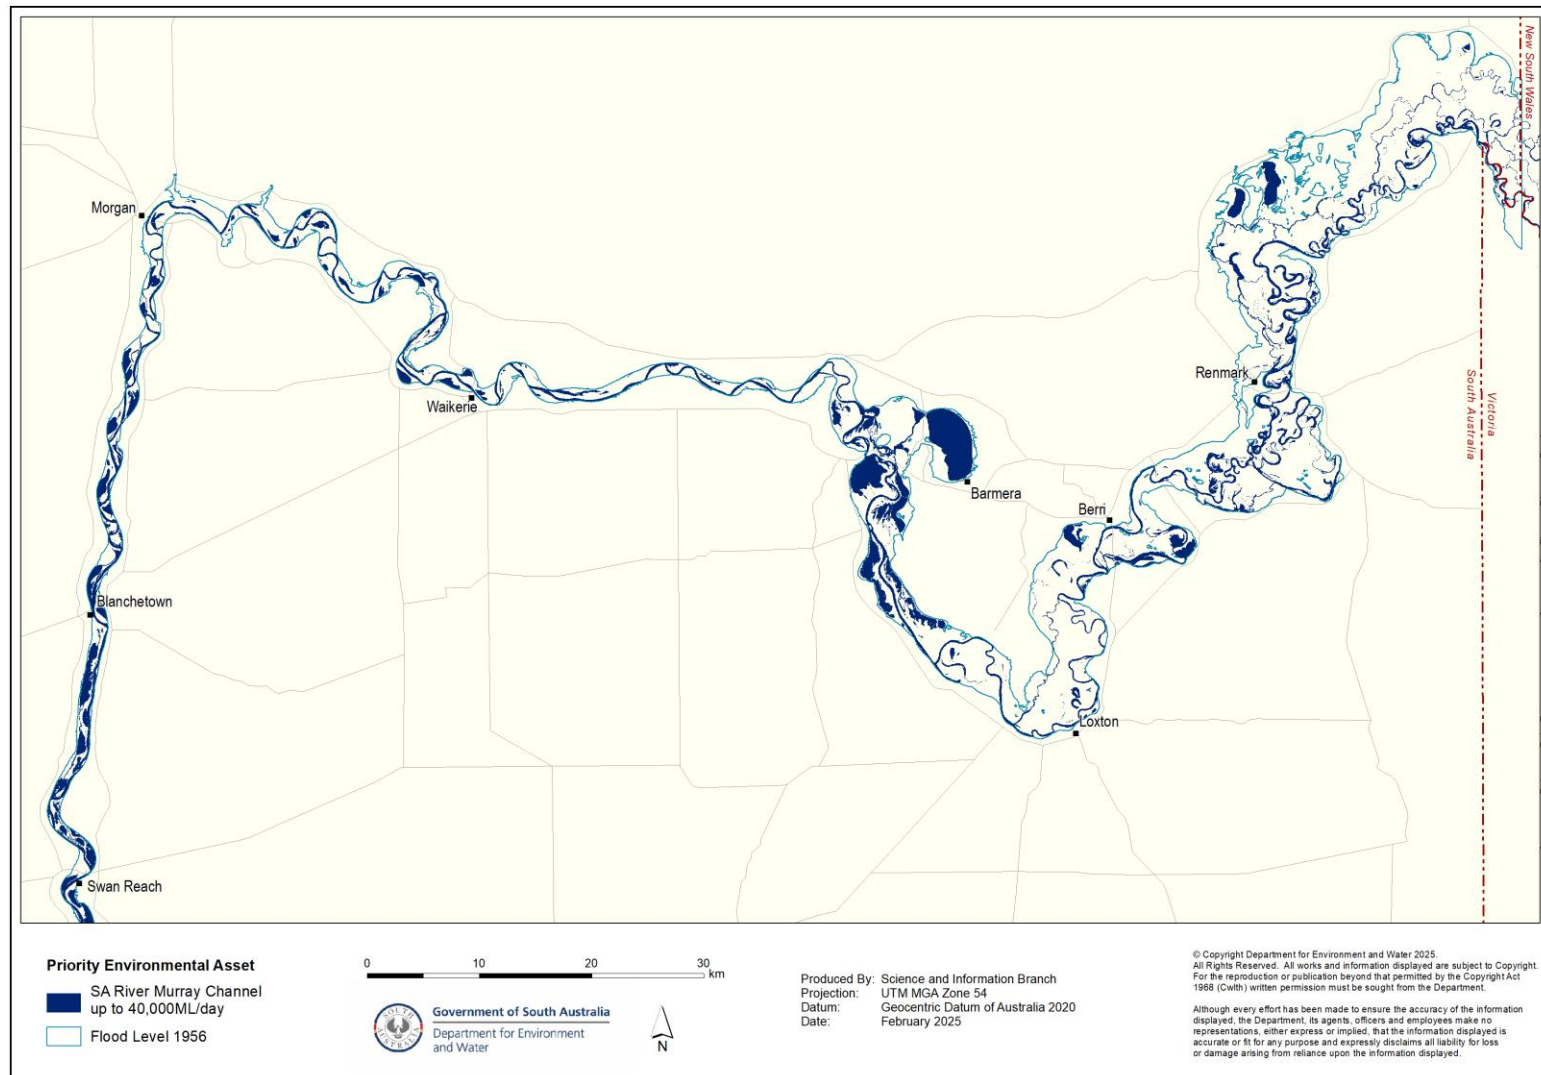 New South Wales
Morgan
Renmark
Victoria
South Australia
Waikerie
Barmera
Berri
Blanchetown
Loxton
Swan Reach
Priority Environmental Asset
SA River Murray Channel
up to 40,000ML/day
Flood Level 1956
0 10 20 30
km
SOUTH AUSTRALIA
Government of South Australia
Department for Environment
and Water
N
Produced By: Science and Information Branch
Projection: UTM MGA Zone 54
Datum: Geocentric Datum of Australia 2020
Date: February 2025
© Copyright Department for Environment and Water 2025.
All Rights Reserved. All works and information displayed are subject to Copyright.
For the reproduction or publication beyond that permitted by the Copyright Act
1968 (Cwlth) written permission must be sought from the Department.
Although every effort has been made to ensure the accuracy of the information
displayed, the Department, its agents, officers and employees make no
representations, either express or implied, that the information displayed is
accurate or fit for any purpose and expressly disclaims all liability for loss
or damage arising from reliance upon the information displayed.